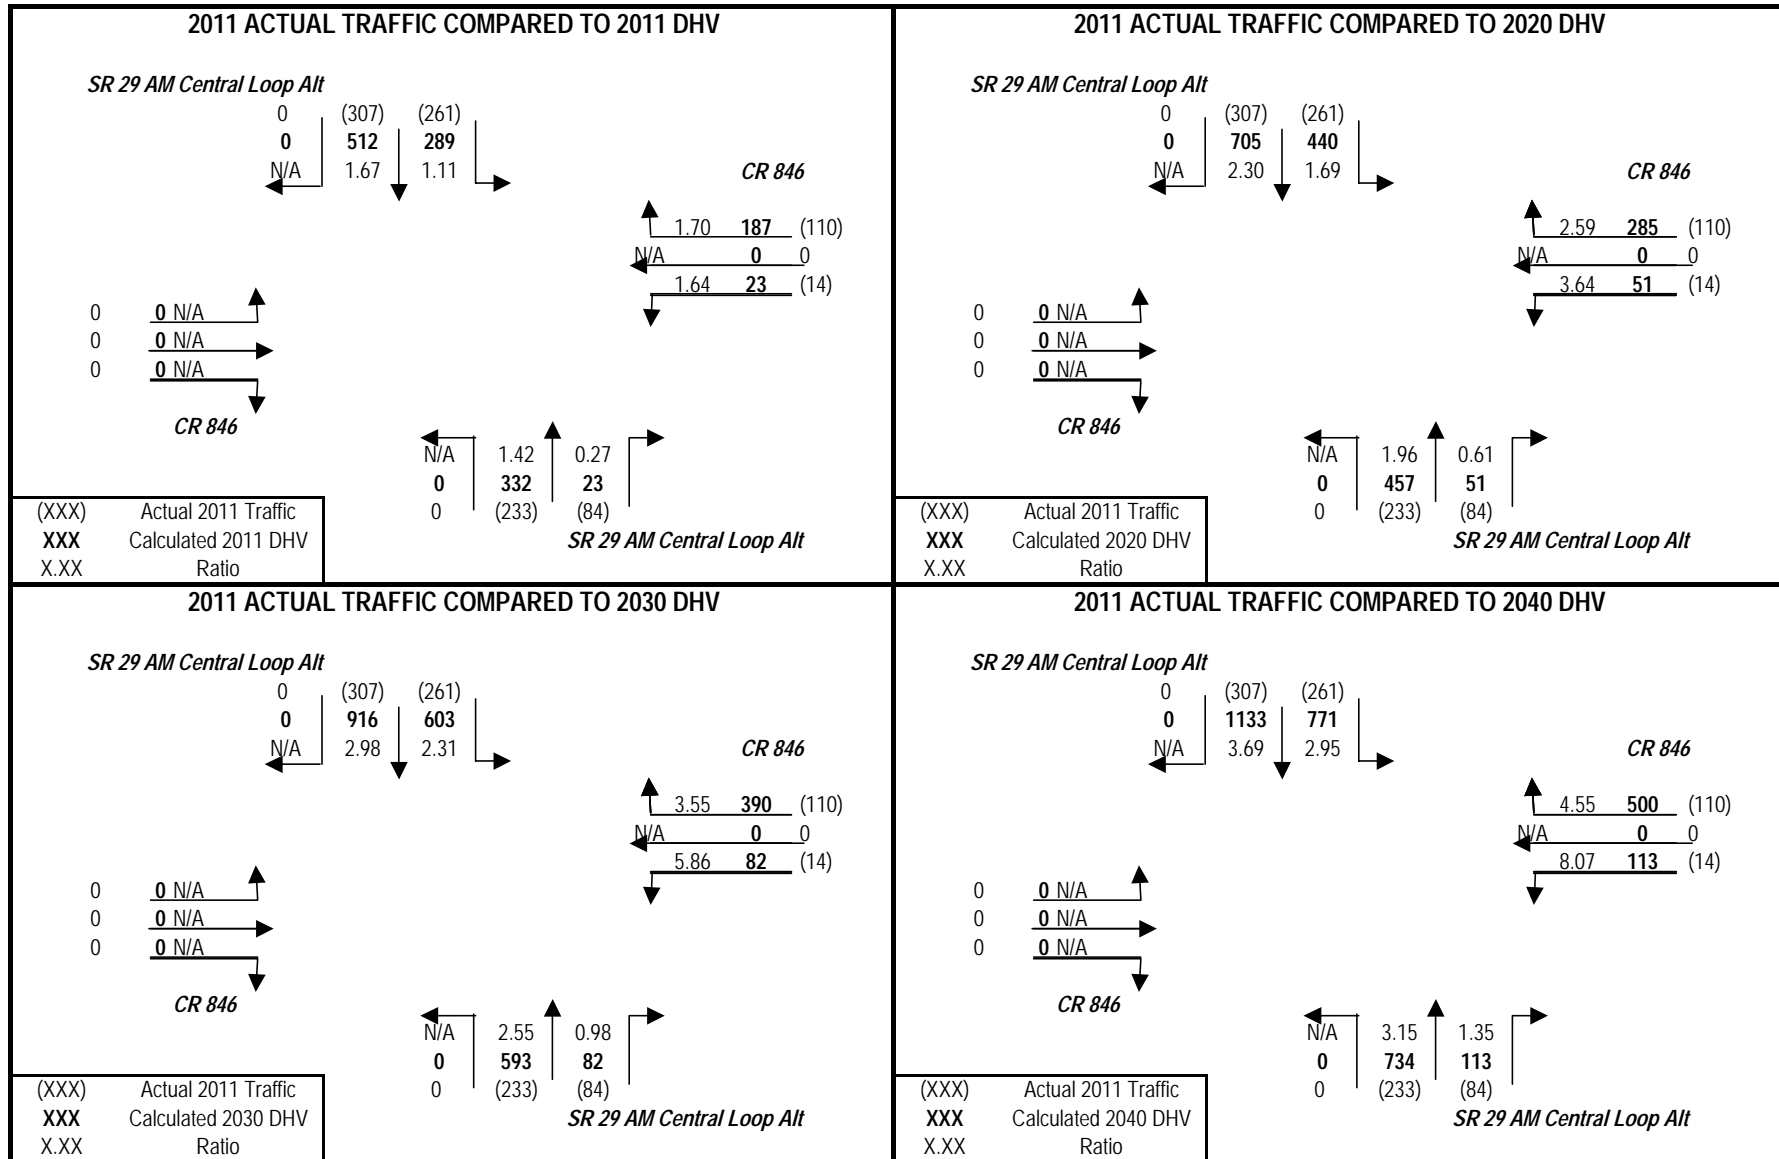 2011 ACTUAL TRAFFIC COMPARED TO 2011 DHV
SR 29 AM Central Loop Alt
0 (307) (261)
0 512 289
N/A 1.67 1.11
CR 846
1.70 187 (110)
N/A 0 0
1.64 23 (14)
0 0 N/A
0 0 N/A
0 0 N/A
CR 846
N/A 1.42 0.27
0 332 23
0 (233) (84)
SR 29 AM Central Loop Alt
(XXX) Actual 2011 Traffic
XXX Calculated 2011 DHV
X.XX Ratio
2011 ACTUAL TRAFFIC COMPARED TO 2020 DHV
SR 29 AM Central Loop Alt
0 (307) (261)
0 705 440
N/A 2.30 1.69
CR 846
2.59 285 (110)
N/A 0 0
3.64 51 (14)
0 0 N/A
0 0 N/A
0 0 N/A
CR 846
N/A 1.96 0.61
0 457 51
0 (233) (84)
SR 29 AM Central Loop Alt
(XXX) Actual 2011 Traffic
XXX Calculated 2020 DHV
X.XX Ratio
2011 ACTUAL TRAFFIC COMPARED TO 2030 DHV
SR 29 AM Central Loop Alt
0 (307) (261)
0 916 603
N/A 2.98 2.31
CR 846
3.55 390 (110)
N/A 0 0
5.86 82 (14)
0 0 N/A
0 0 N/A
0 0 N/A
CR 846
N/A 2.55 0.98
0 593 82
0 (233) (84)
SR 29 AM Central Loop Alt
(XXX) Actual 2011 Traffic
XXX Calculated 2030 DHV
X.XX Ratio
2011 ACTUAL TRAFFIC COMPARED TO 2040 DHV
SR 29 AM Central Loop Alt
0 (307) (261)
0 1133 771
N/A 3.69 2.95
CR 846
4.55 500 (110)
N/A 0 0
8.07 113 (14)
0 0 N/A
0 0 N/A
0 0 N/A
CR 846
N/A 3.15 1.35
0 734 113
0 (233) (84)
SR 29 AM Central Loop Alt
(XXX) Actual 2011 Traffic
XXX Calculated 2040 DHV
X.XX Ratio